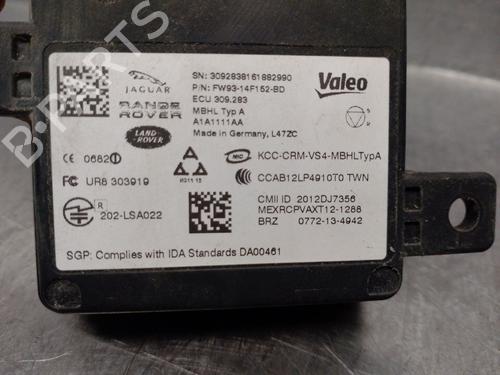 JAGUAR
RANGE
ROVER
LAND-
ROVER
SN: 3092838161882990
P/N: FW93-14F152-BD
ECU 309.283
MBHL Typ A
A1A1111AA
Made in Germany, L47ZC
Valeo
CE 0682
KCC-CRM-VS4-MBHLTypA
FC UR8 303919
CCAB12LP4910T0 TWN
R 202-LSA022
CMII ID 2012DJ7356
MEXRCPVAXT12-1288
BRZ 0772-13-4942
SGP: Complies with IDA Standards DA00461
B-Parts